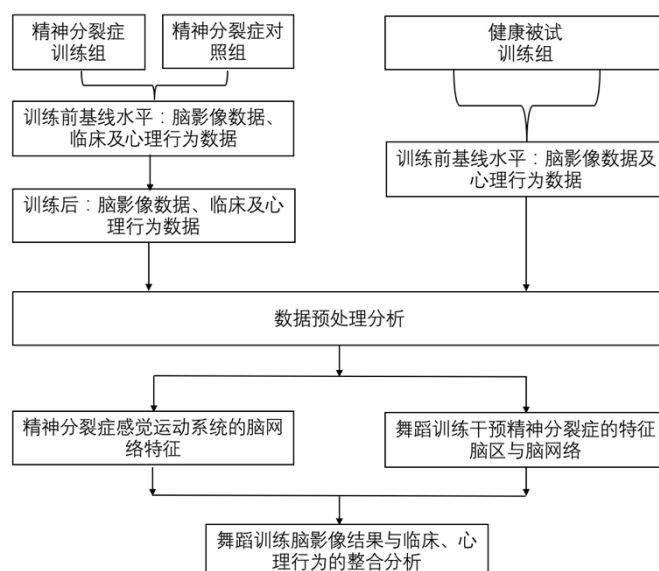 精神分裂症
训练组
精神分裂症对
照组
健康被试
训练组
训练前基线水平：脑影像数据、
临床及心理行为数据
训练前基线水平：脑影像数据及
心理行为数据
训练后：脑影像数据、临床及心
理行为数据
数据预处理分析
精神分裂症感觉运动系统的脑网
络特征
舞蹈训练干预精神分裂症的特征
脑区与脑网络
舞蹈训练脑影像结果与临床、心
理行为的整合分析